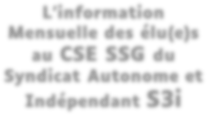 L'information
Mensuelle des élu(e)s
au CSE SSG du
Syndicat Autonome et
Indépendant S3i